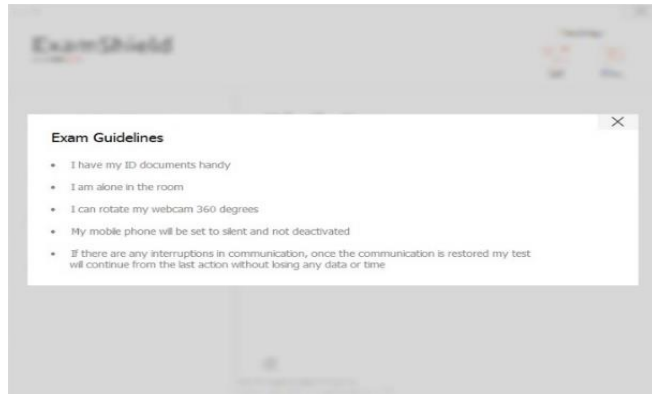 ExamShield
Exam Guidelines
• I have my ID documents handy
• I am alone in the room
• I can rotate my webcam 360 degrees
• My mobile phone will be set to silent and not deactivated
• If there are any interruptions in communication, once the communication is restored my test
will continue from the last action without losing any data or time